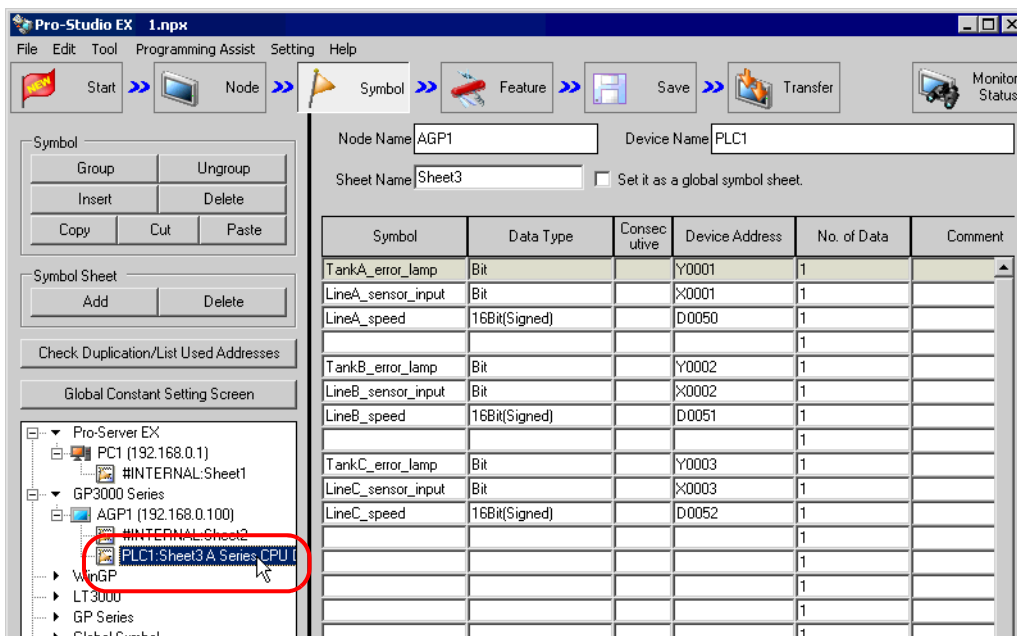 Pro-Studio EX 1.npx
File Edit Tool Programming Assist Setting Help
NEW Start Node Symbol Feature Save Transfer Monitor Status
Symbol
Group Ungroup
Insert Delete
Copy Cut Paste
Symbol Sheet
Add Delete
Check Duplication/List Used Addresses
Global Constant Setting Screen
Pro-Server EX
PC1 (192.168.0.1)
#INTERNAL:Sheet1
GP3000 Series
AGP1 (192.168.0.100)
#INTERNAL:Sheet2
PLC1:Sheet3 A Series CPU
WinGP
LT3000
GP Series
Global Symbol
Node Name AGP1 Device Name PLC1
Sheet Name Sheet3 Set it as a global symbol sheet.
Symbol Data Type Consecutive Device Address No. of Data Comment
TankA_error_lamp Bit Y0001 1
LineA_sensor_input Bit X0001 1
LineA_speed 16Bit(Signed) D0050 1
1
TankB_error_lamp Bit Y0002 1
LineB_sensor_input Bit X0002 1
LineB_speed 16Bit(Signed) D0051 1
1
TankC_error_lamp Bit Y0003 1
LineC_sensor_input Bit X0003 1
LineC_speed 16Bit(Signed) D0052 1
1
1
1
1
1